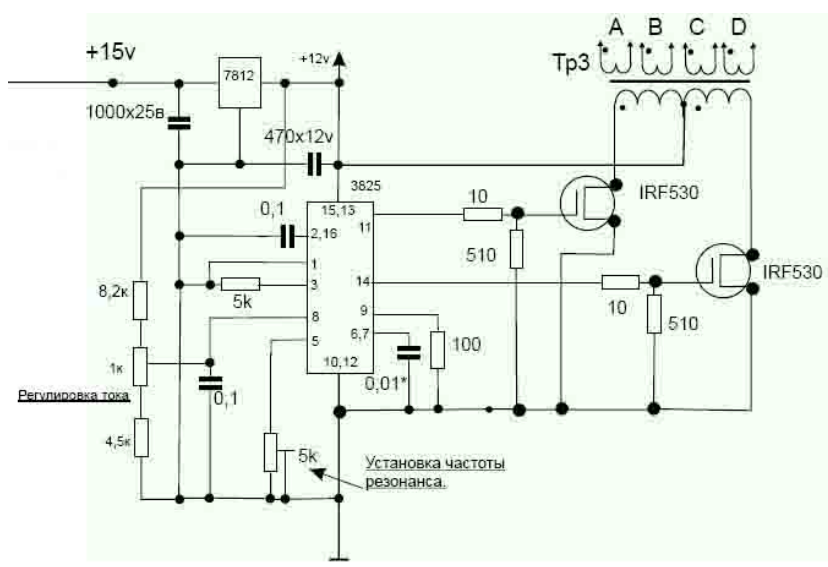 A B C D
+15v
+12v
Тр3
7812
1000x25в
470x12v
3825
IRF530
15,13
10
0,1
2,16
11
510
1
IRF530
3
14
8,2к
5k
10
510
8
9
5
6,7
100
1к
10,12
0,01*
Регулировка тока
0,1
4,5к
5k
Установка частоты
резонанса.